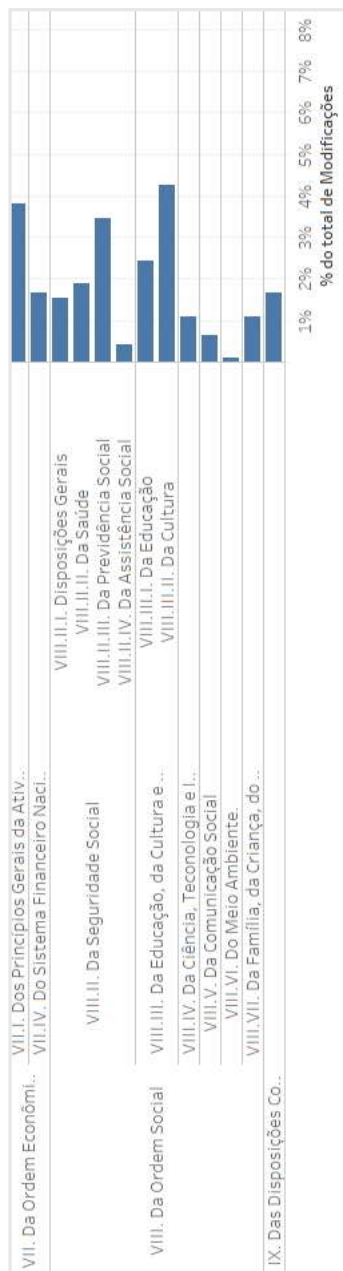 VII. Da Ordem Econômi..
VII.I. Dos Princípios Gerais da Ativ..
VII.IV. Do Sistema Financeiro Naci..
VIII. Da Ordem Social
VIII.II. Da Seguridade Social
VIII.II.I. Disposições Gerais
VIII.II.II. Da Saúde
VIII.II.III. Da Previdência Social
VIII.II.IV. Da Assistência Social
VIII.III. Da Educação, da Cultura e ..
VIII.III.I. Da Educação
VIII.III.II. Da Cultura
VIII.IV. Da Ciência, Teconologia e I..
VIII.V. Da Comunicação Social
VIII.VI. Do Meio Ambiente.
VIII.VII. Da Família, da Criança, do ..
IX. Das Disposições Co..
1% 2% 3% 4% 5% 6% 7% 8%
% do total de Modificações